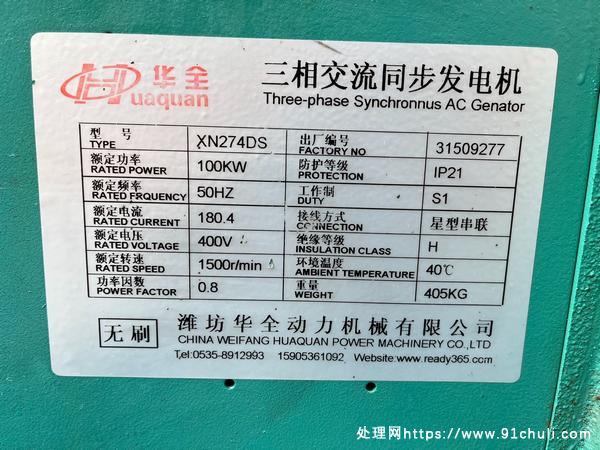 Huaquan 华全
三相交流同步发电机
Three-phase Synchronnus AC Genator
型号 TYPE XN274DS 出厂编号 FACTORY NO 31509277
额定功率 RATED POWER 100KW 防护等级 PROTECTION IP21
额定频率 RATED FRQUENCY 50HZ 工作制 DUTY S1
额定电流 RATED CURRENT 180.4 接线方式 CONNECTION 星型串联
额定电压 RATED VOLTAGE 400V 绝缘等级 INSULATION CLASS H
额定转速 RATED SPEED 1500r/min 环境温度 AMBIENT TEMPERATURE 40℃
功率因数 POWER FACTOR 0.8 重量 WEIGHT 405KG
无刷 潍坊华全动力机械有限公司
CHINA WEIFANG HUAQUAN POWER MACHINERY CO.,LTD
Tel:0535-8912993 15905361092 Website:www.ready365.com
处理网https://www.91chuli.com/